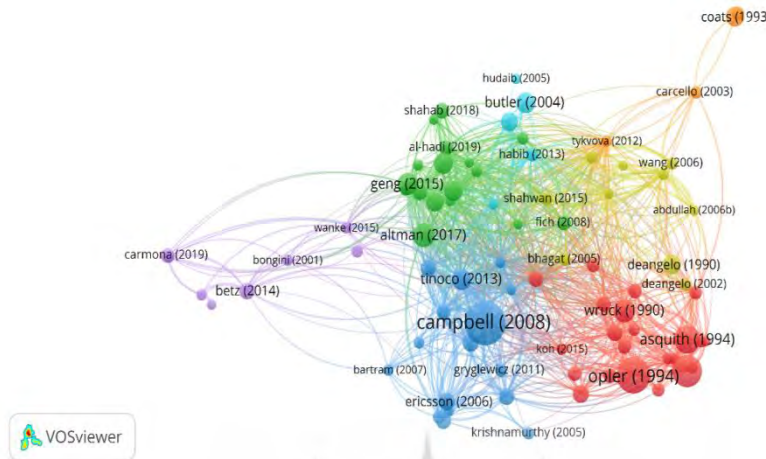 coats (1993
hudaib (2005)
carcello (2003)
butler (2004)
shahab (2018)
tykvova (2012)
al-hadi (2019)
habib (2013)
wang (2006)
geng (2015)
shahwan (2015)
abdullah (2006b)
fich (2008)
wanke (2015)
altman (2017)
carmona (2019)
bongini (2001)
bhagat (2005)
deangelo (1990)
tinoco (2013)
deangelo (2002)
betz (2014)
wruck (1990)
campbell (2008)
asquith (1994)
koh (2015)
bartram (2007)
gryglewicz (2011)
opler (1994)
ericsson (2006)
krishnamurthy (2005)
VOSviewer